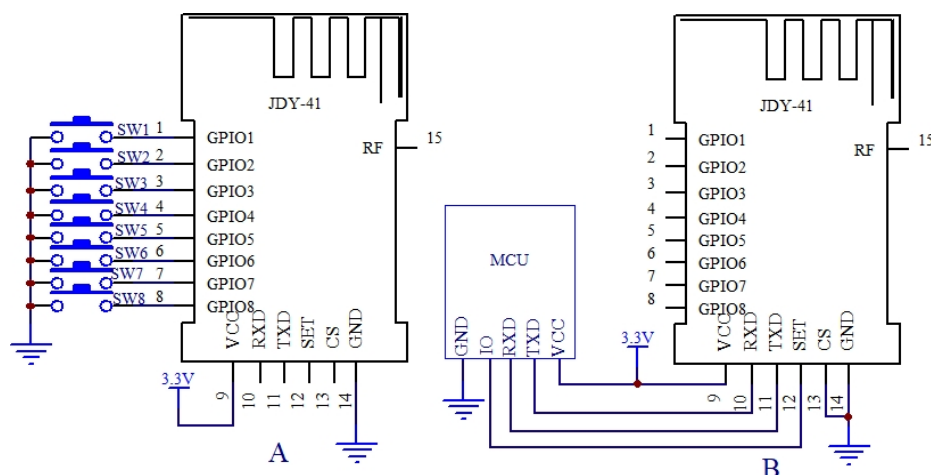 JDY-41
SW1 1 GPIO1
SW2 2 GPIO2
SW3 3 GPIO3
SW4 4 GPIO4
SW5 5 GPIO5
SW6 6 GPIO6
SW7 7 GPIO7
SW8 8 GPIO8
RF 15
VCC RXD TXD SET CS GND
3.3V
9 10 11 12 13 14
A
MCU
GND IO RXD TXD VCC
3.3V
JDY-41
1 GPIO1
2 GPIO2
3 GPIO3
4 GPIO4
5 GPIO5
6 GPIO6
7 GPIO7
8 GPIO8
RF 15
VCC RXD TXD SET CS GND
9 10 11 12 13 14
B